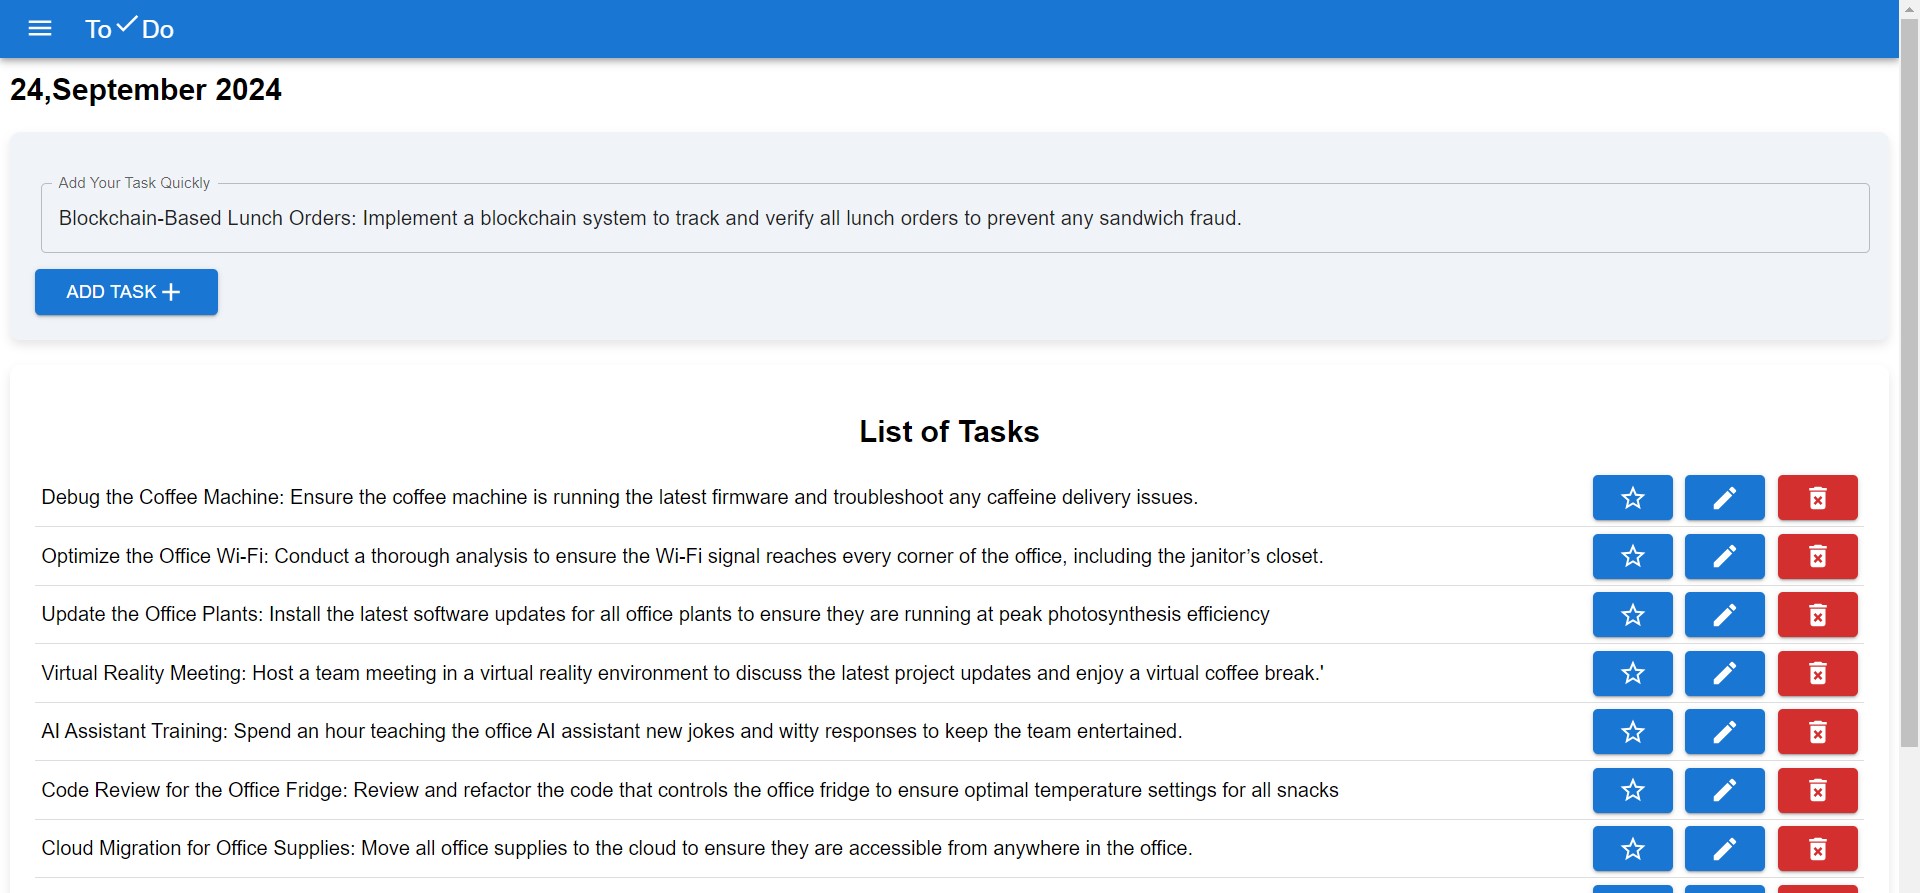 To Do
24,September 2024
Add Your Task Quickly
Blockchain-Based Lunch Orders: Implement a blockchain system to track and verify all lunch orders to prevent any sandwich fraud.
ADD TASK
List of Tasks
Debug the Coffee Machine: Ensure the coffee machine is running the latest firmware and troubleshoot any caffeine delivery issues.
Optimize the Office Wi-Fi: Conduct a thorough analysis to ensure the Wi-Fi signal reaches every corner of the office, including the janitor’s closet.
Update the Office Plants: Install the latest software updates for all office plants to ensure they are running at peak photosynthesis efficiency
Virtual Reality Meeting: Host a team meeting in a virtual reality environment to discuss the latest project updates and enjoy a virtual coffee break.'
AI Assistant Training: Spend an hour teaching the office AI assistant new jokes and witty responses to keep the team entertained.
Code Review for the Office Fridge: Review and refactor the code that controls the office fridge to ensure optimal temperature settings for all snacks
Cloud Migration for Office Supplies: Move all office supplies to the cloud to ensure they are accessible from anywhere in the office.